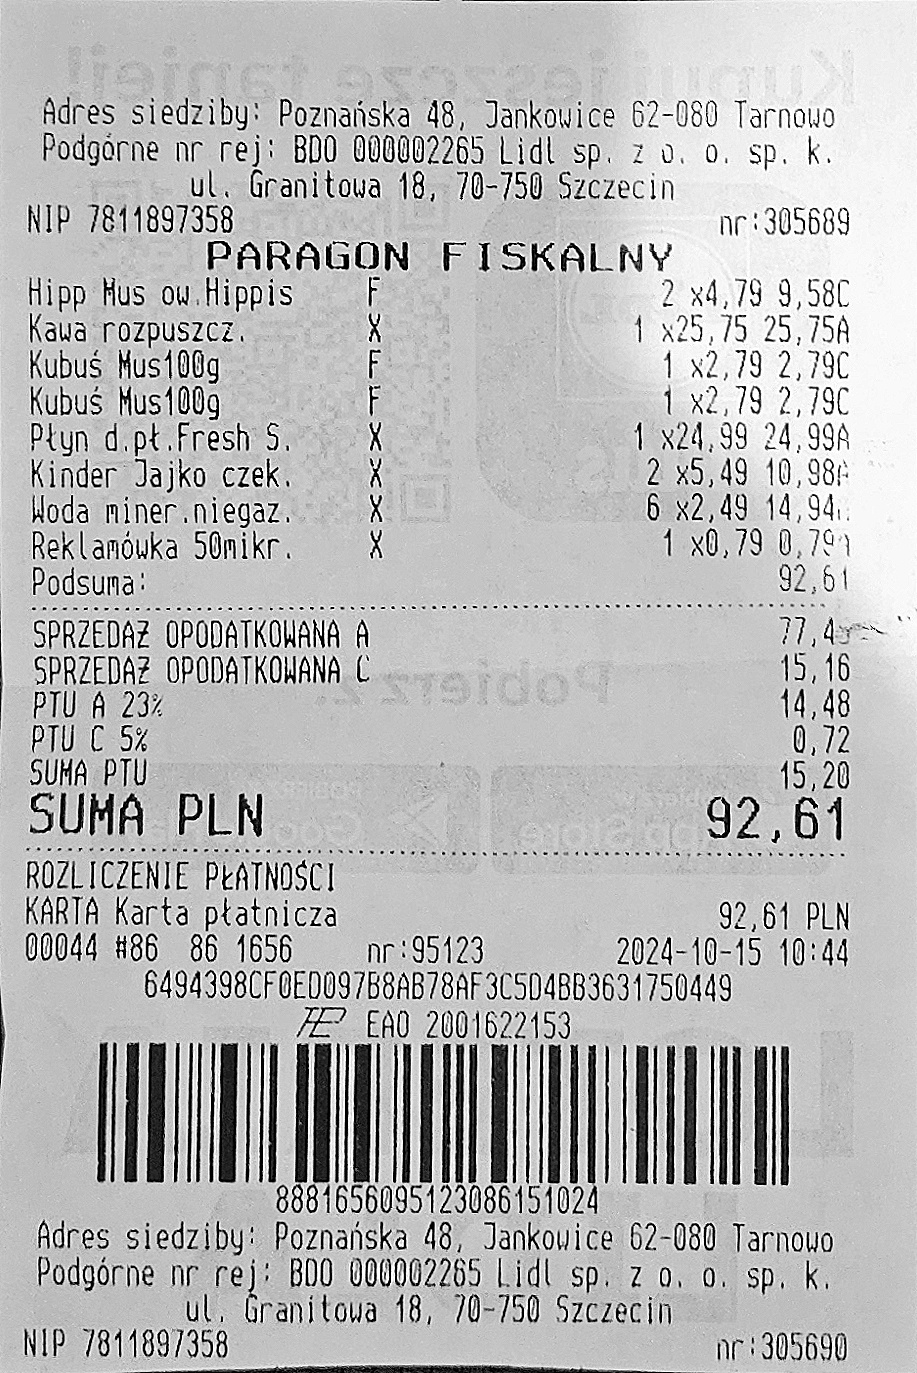 Adres siedziby: Poznańska 48, Jankowice 62-080 Tarnowo
Podgórne nr rej: BDO 000002265 Lidl sp. z o. o. sp. k.
ul. Granitowa 18, 70-750 Szczecin
NIP 7811897358 nr:305689
PARAGON FISKALNY
Hipp Mus ow.Hippis F 2 x4,79 9,58C
Kawa rozpuszcz. X 1 x25,75 25,75A
Kubuś Mus100g F 1 x2,79 2,79C
Kubuś Mus100g F 1 x2,79 2,79C
Płyn d.pł.Fresh S. X 1 x24,99 24,99A
Kinder Jajko czek. X 2 x5,49 10,98A
Woda miner.niegaz. X 6 x2,49 14,94
Reklamówka 50mikr. X 1 x0,79 0,79
Podsuma: 92,61
SPRZEDAŻ OPODATKOWANA A
SPRZEDAŻ OPODATKOWANA C 15,16
PTU A 23% 14,48
PTU C 5% 0,72
SUMA PTU 15,20
SUMA PLN 92,61
ROZLICZENIE PŁATNOŚCI
KARTA Karta płatnicza 92,61 PLN
00044 #86 86 1656 nr:95123 2024-10-15 10:44
6494398CF0ED097B8AB78AF3C5D4BB3631750449
EAO 2001622153
8881656095123086151024
Adres siedziby: Poznańska 48, Jankowice 62-080 Tarnowo
Podgórne nr rej: BDO 000002265 Lidl sp. z o. o. sp. k.
ul. Granitowa 18, 70-750 Szczecin
NIP 7811897358 nr:305690